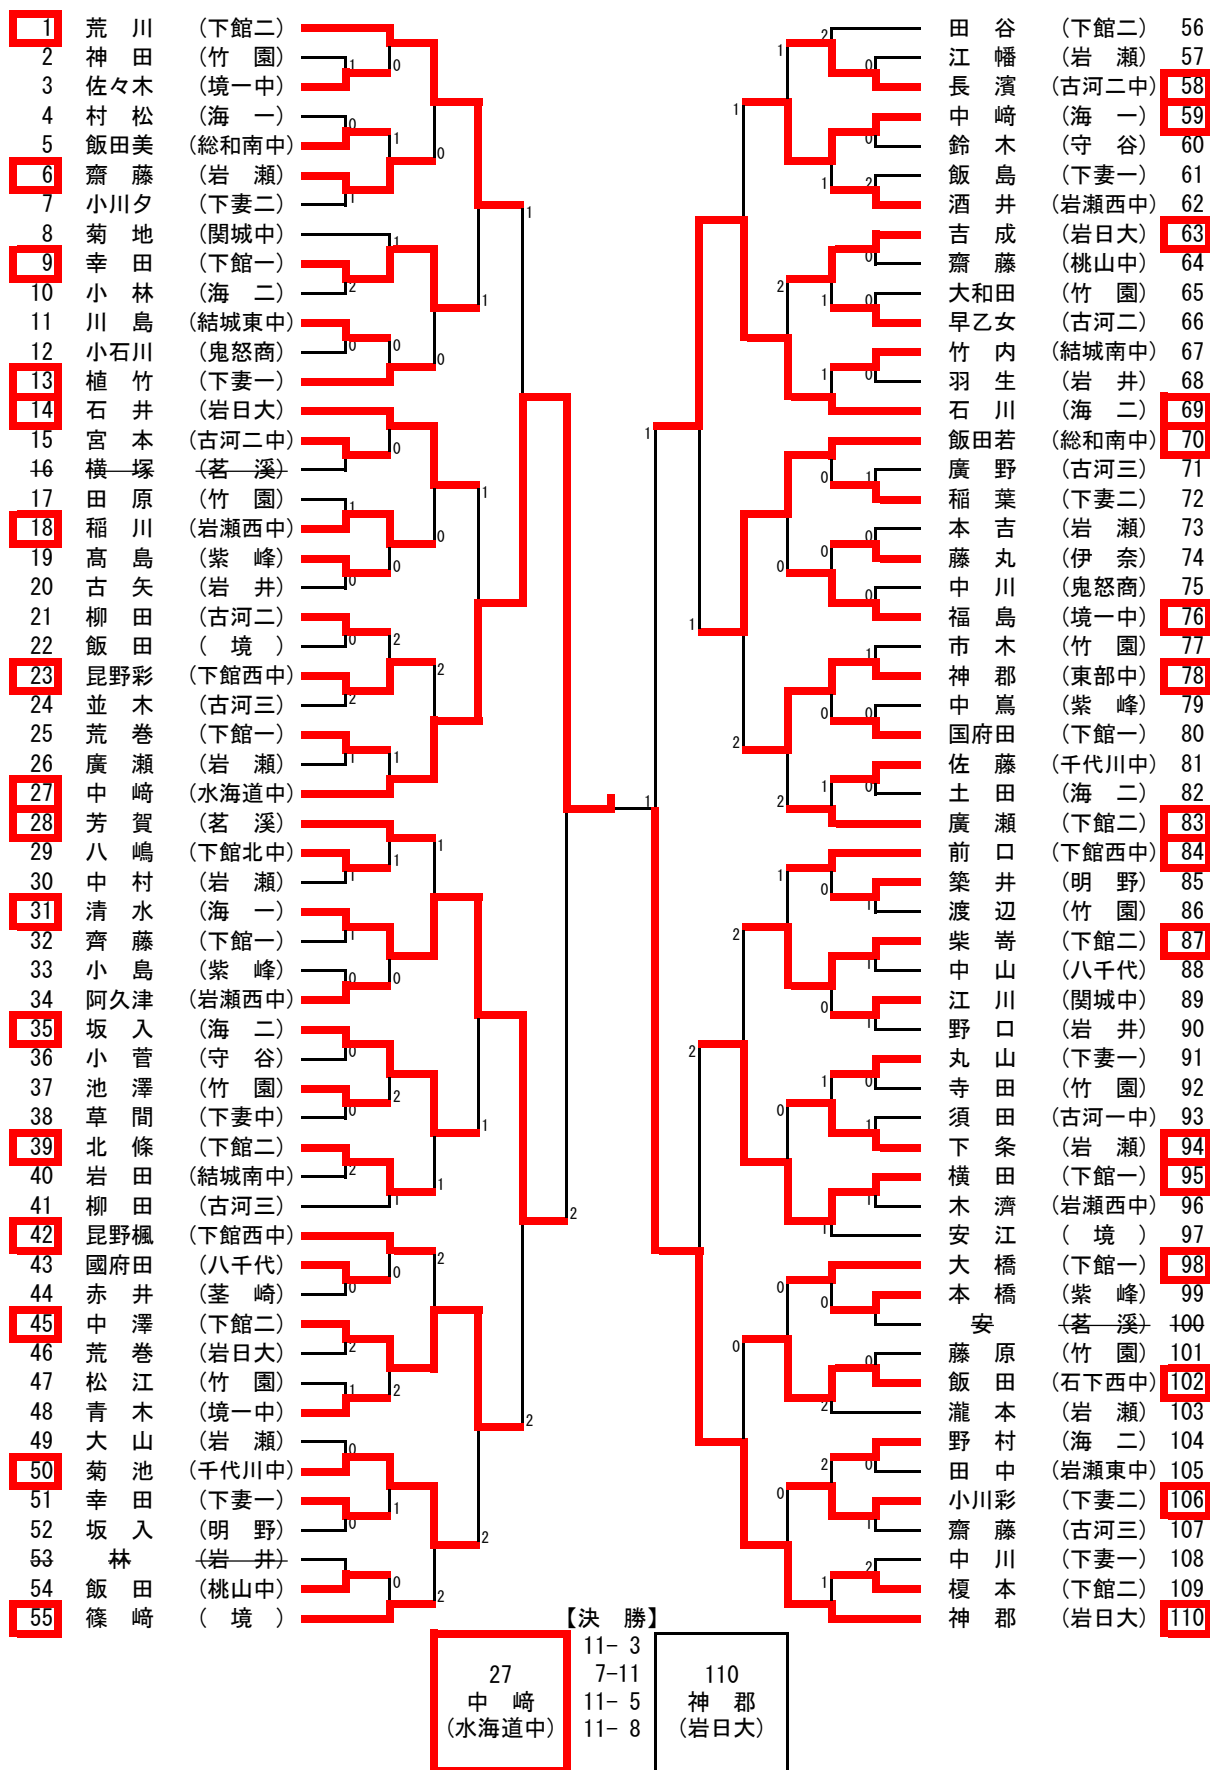 1 荒 川 (下館二)
2 神 田 (竹 園)
3 佐々木 (境一中)
4 村 松 (海 一)
5 飯田美 (総和南中)
6 齋 藤 (岩 瀬)
7 小川夕 (下妻二)
8 菊 地 (関城中)
9 幸 田 (下館一)
10 小 林 (海 二)
11 川 島 (結城東中)
12 小石川 (鬼怒商)
13 植 竹 (下妻一)
14 石 井 (岩日大)
15 宮 本 (古河二中)
16 横 塚 (茗 溪)
17 田 原 (竹 園)
18 稲 川 (岩瀬西中)
19 髙 島 (紫 峰)
20 古 矢 (岩 井)
21 柳 田 (古河二)
22 飯 田 ( 境 )
23 昆野彩 (下館西中)
24 並 木 (古河三)
25 荒 巻 (下館一)
26 廣 瀬 (岩 瀬)
27 中 﨑 (水海道中)
28 芳 賀 (茗 溪)
29 八 嶋 (下館北中)
30 中 村 (岩 瀬)
31 清 水 (海 一)
32 齊 藤 (下館一)
33 小 島 (紫 峰)
34 阿久津 (岩瀬西中)
35 坂 入 (海 二)
36 小 菅 (守 谷)
37 池 澤 (竹 園)
38 草 間 (下妻中)
39 北 條 (下館二)
40 岩 田 (結城南中)
41 柳 田 (古河三)
42 昆野楓 (下館西中)
43 國府田 (八千代)
44 赤 井 (茎 崎)
45 中 澤 (下館二)
46 荒 巻 (岩日大)
47 松 江 (竹 園)
48 青 木 (境一中)
49 大 山 (岩 瀬)
50 菊 池 (千代川中)
51 幸 田 (下妻一)
52 坂 入 (明 野)
53 林 (岩 井)
54 飯 田 (桃山中)
55 篠 﨑 ( 境 )
田 谷 (下館二) 56
江 幡 (岩 瀬) 57
長 濱 (古河二中) 58
中 﨑 (海 一) 59
鈴 木 (守 谷) 60
飯 島 (下妻一) 61
酒 井 (岩瀬西中) 62
吉 成 (岩日大) 63
齋 藤 (桃山中) 64
大和田 (竹 園) 65
早乙女 (古河二) 66
竹 内 (結城南中) 67
羽 生 (岩 井) 68
石 川 (海 二) 69
飯田若 (総和南中) 70
廣 野 (古河三) 71
稲 葉 (下妻二) 72
本 吉 (岩 瀬) 73
藤 丸 (伊 奈) 74
中 川 (鬼怒商) 75
福 島 (境一中) 76
市 木 (竹 園) 77
神 郡 (東部中) 78
中 嶌 (紫 峰) 79
国府田 (下館一) 80
佐 藤 (千代川中) 81
土 田 (海 二) 82
廣 瀬 (下館二) 83
前 口 (下館西中) 84
築 井 (明 野) 85
渡 辺 (竹 園) 86
柴 嵜 (下館二) 87
中 山 (八千代) 88
江 川 (関城中) 89
野 口 (岩 井) 90
丸 山 (下妻一) 91
寺 田 (竹 園) 92
須 田 (古河一中) 93
下 条 (岩 瀬) 94
横 田 (下館一) 95
木 濟 (岩瀬西中) 96
安 江 ( 境 ) 97
大 橋 (下館一) 98
本 橋 (紫 峰) 99
安 (茗 溪) 100
藤 原 (竹 園) 101
飯 田 (石下西中) 102
瀧 本 (岩 瀬) 103
野 村 (海 二) 104
田 中 (岩瀬東中) 105
小川彩 (下妻二) 106
齋 藤 (古河三) 107
中 川 (下妻一) 108
榎 本 (下館二) 109
神 郡 (岩日大) 110
【決 勝】
11- 3
7-11
11- 5
11- 8
27
中 﨑
(水海道中)
110
神 郡
(岩日大)